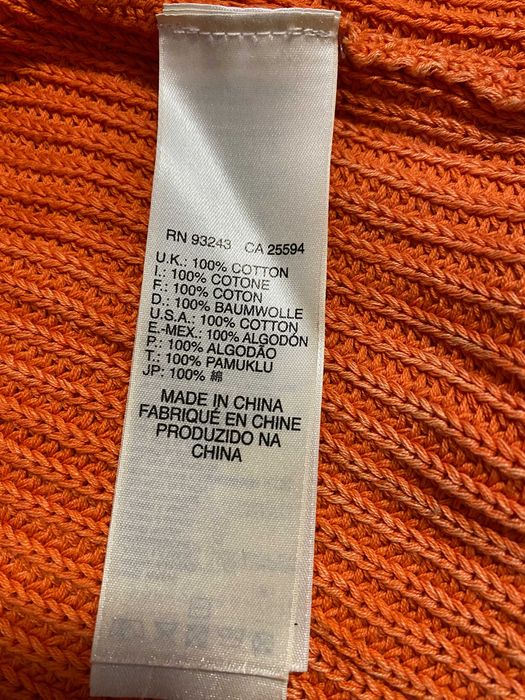 RN 93243 CA 25594
U.K.: 100% COTTON
I.: 100% COTONE
F.: 100% COTON
D.: 100% BAUMWOLLE
U.S.A.: 100% COTTON
E.-MEX.: 100% ALGODÓN
P.: 100% ALGODÃO
T.: 100% PAMUKLU
JP.: 100% 綿
MADE IN CHINA
FABRIQUÉ EN CHINE
PRODUZIDO NA
CHINA